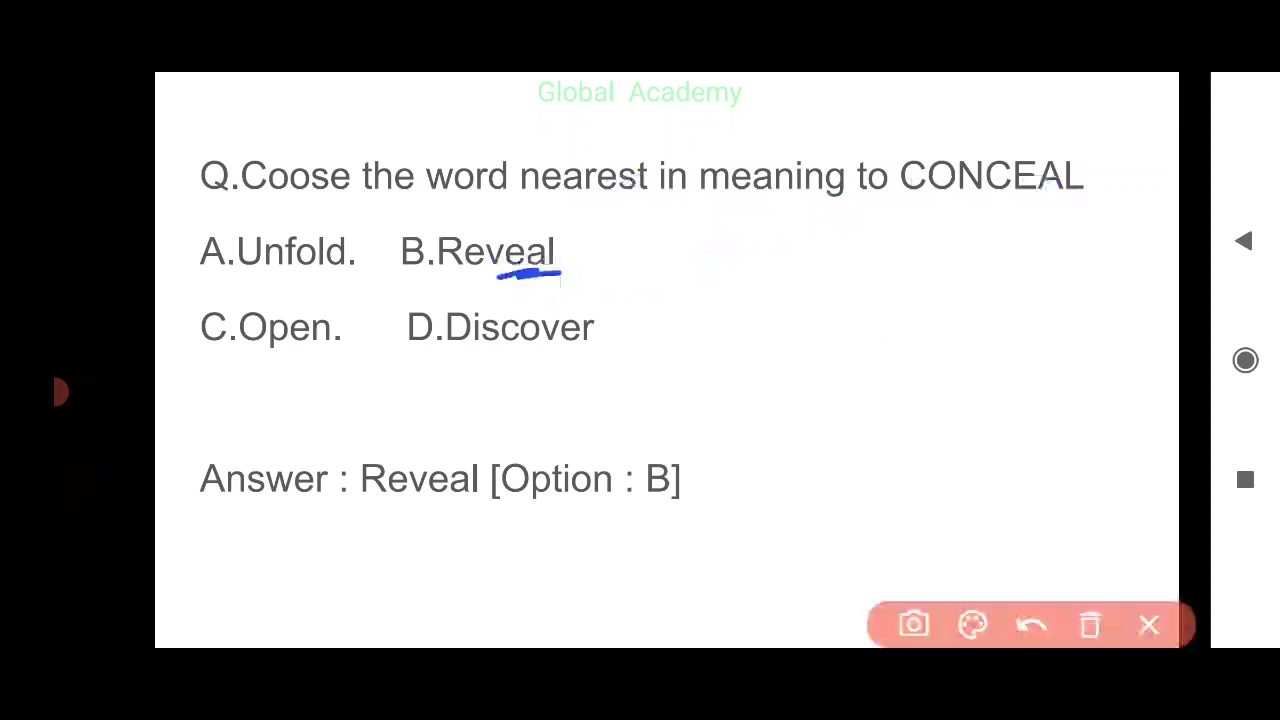 Global Academy
Q.Coose the word nearest in meaning to CONCEAL
A.Unfold. B.Reveal
C.Open. D.Discover
Answer : Reveal [Option : B]